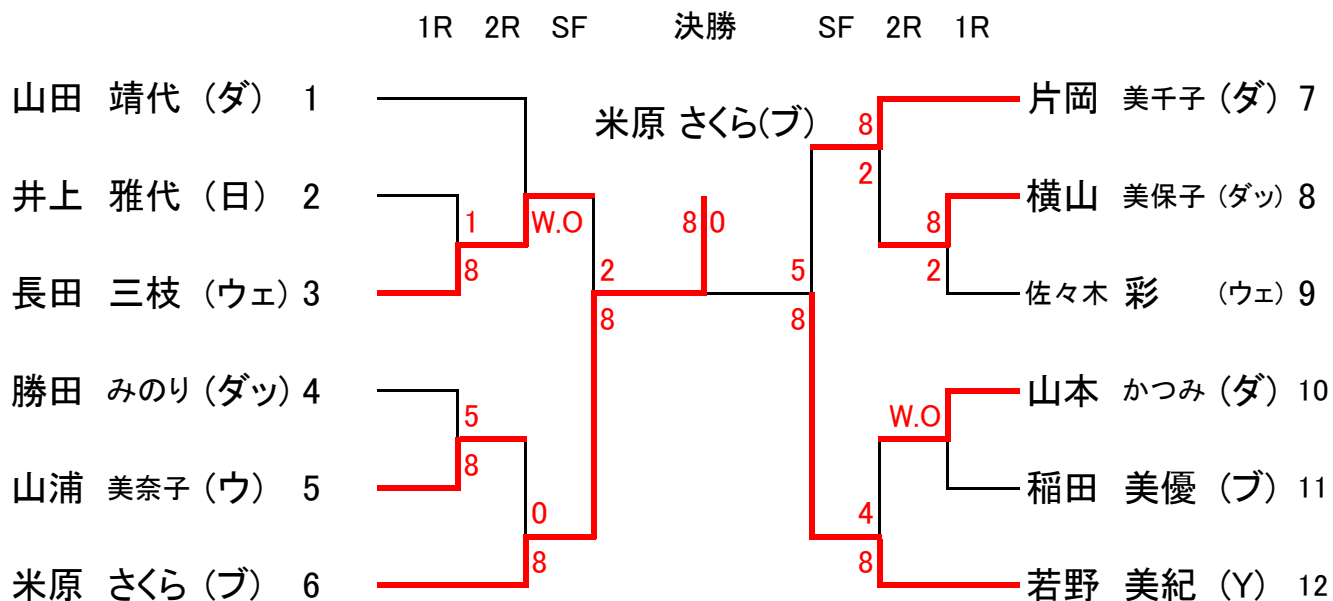 1R 2R SF 決勝 SF 2R 1R
山田 靖代 (ダ) 1
井上 雅代 (日) 2
長田 三枝 (ウェ) 3
勝田 みのり (ダッ) 4
山浦 美奈子 (ウ) 5
米原 さくら (ブ) 6
1
8
W.O
5
8
0
8
2
8
米原 さくら(ブ)
8 0
5
8
8
2
8
2
W.O
4
8
片岡 美千子 (ダ) 7
横山 美保子 (ダッ) 8
佐々木 彩 (ウェ) 9
山本 かつみ (ダ) 10
稲田 美優 (ブ) 11
若野 美紀 (Y) 12